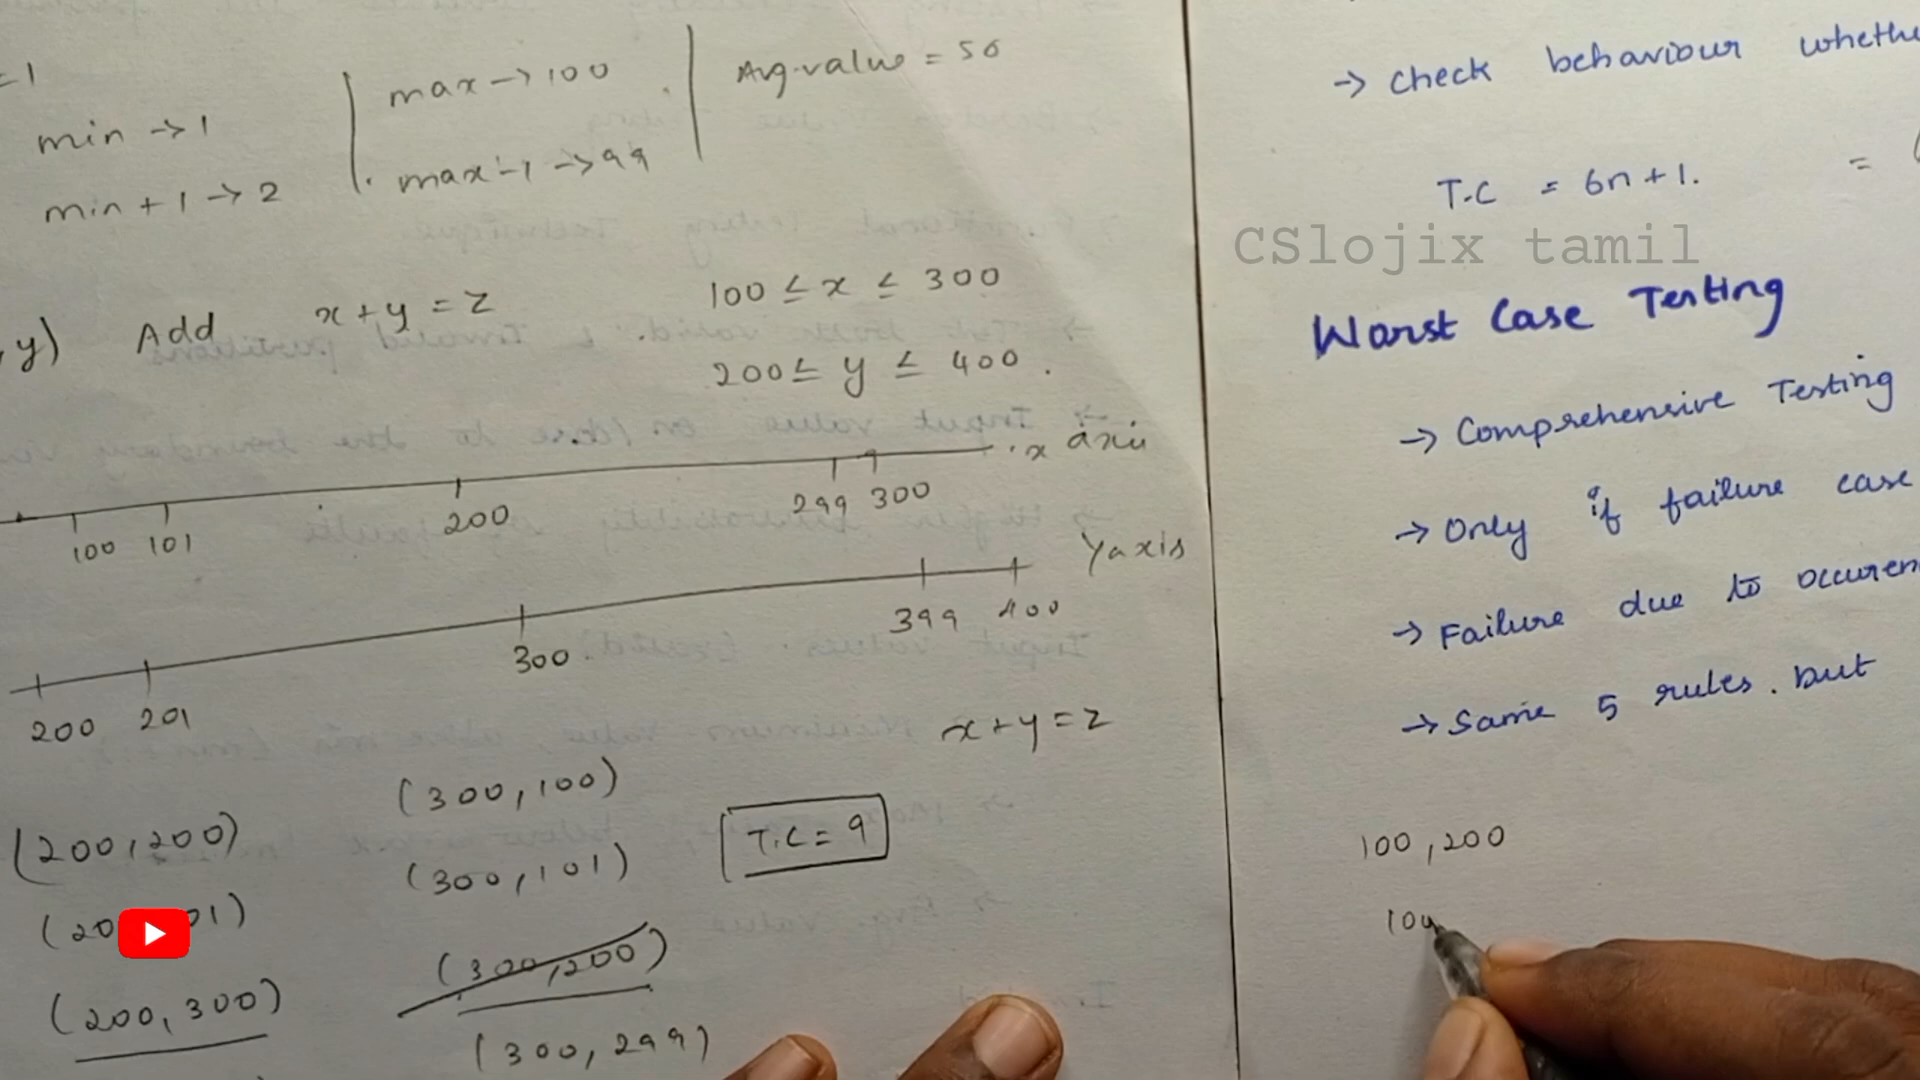 = 1
min → 1
min + 1 → 2
max → 100
max - 1 → 99
Avg.value = 50
, y) Add x + y = z
100 ≤ x ≤ 300
200 ≤ y ≤ 400.
x axis
100 101 200 299 300
Y axis
200 201 300 399 400
x + y = z
(200, 200)
(200, 300)
(300, 100)
(300, 101)
(300, 200)
(300, 299)
T.C = 9
→ check behaviour whethe
T.C = 6n + 1. =
CSlojix tamil
Worst Case Testing
→ Comprehensive Testing
→ Only if failure case
→ Failure due to occuren
→ Same 5 rules. but
100, 200
100